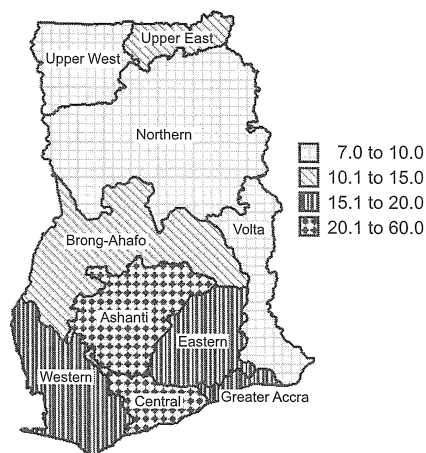 Upper East
Upper West
Northern
7.0 to 10.0
10.1 to 15.0
15.1 to 20.0
20.1 to 60.0
Volta
Brong-Ahafo
Ashanti
Eastern
Western
Central
Greater Accra